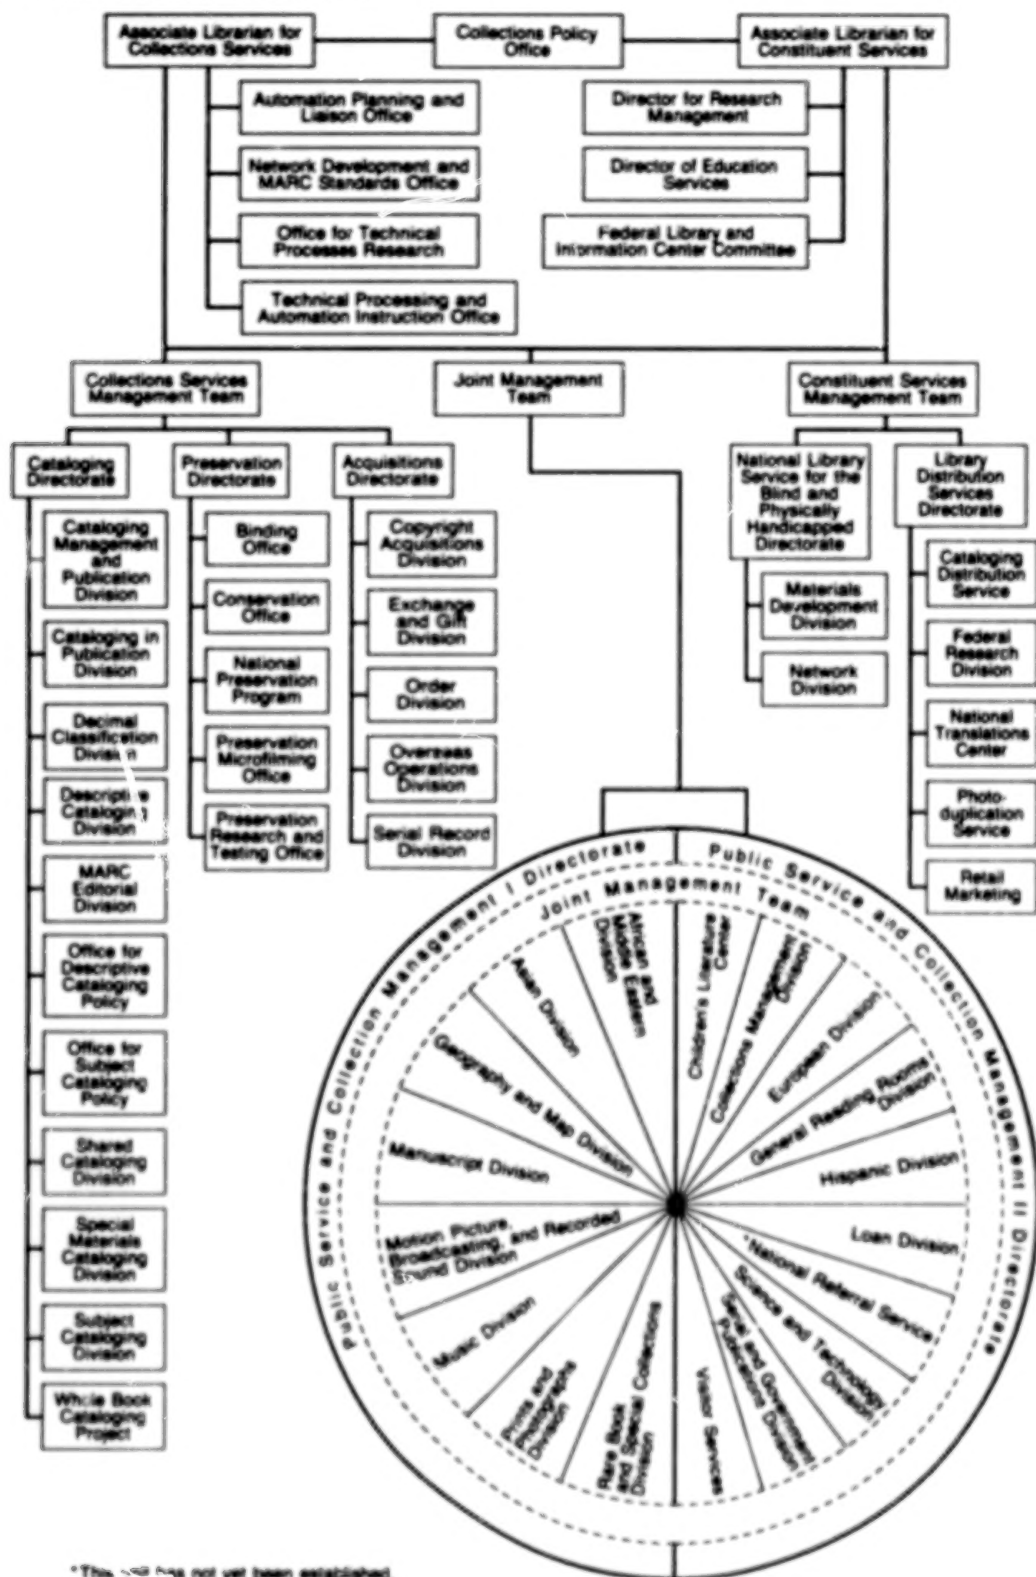 Associate Librarian for
Collections Services
Collections Policy
Office
Associate Librarian for
Constituent Services
Automation Planning and
Liaison Office
Network Development and
MARC Standards Office
Office for Technical
Processes Research
Technical Processing and
Automation Instruction Office
Director for Research
Management
Director of Education
Services
Federal Library and
Information Center Committee
Collections Services
Management Team
Joint Management
Team
Constituent Services
Management Team
Cataloging
Directorate
Cataloging
Management
and
Publication
Division
Cataloging in
Publication
Division
Decimal
Classification
Division
Descriptive
Cataloging
Division
MARC
Editorial
Division
Office for
Descriptive
Cataloging
Policy
Office for
Subject
Cataloging
Policy
Shared
Cataloging
Division
Special
Materials
Cataloging
Division
Subject
Cataloging
Division
Whole Book
Cataloging
Project
Preservation
Directorate
Binding
Office
Conservation
Office
National
Preservation
Program
Preservation
Microfilming
Office
Preservation
Research and
Testing Office
Acquisitions
Directorate
Copyright
Acquisitions
Division
Exchange
and Gift
Division
Order
Division
Overseas
Operations
Division
Serial Record
Division
National Library
Service for the
Blind and
Physically
Handicapped
Directorate
Materials
Development
Division
Network
Division
Library
Distribution
Services
Directorate
Cataloging
Distribution
Service
Federal
Research
Division
National
Translations
Center
Photo-
duplication
Service
Retail
Marketing
Public Service and Collection Management I Directorate
Public Service and Collection Management II Directorate
Joint Management Team
African and
Middle Eastern
Division
Asian Division
Geography and Map Division
Manuscript Division
Motion Picture,
Broadcasting, and Recorded
Sound Division
Music Division
Prints and
Photographs
Division
Rare Book
and Special Collections
Division
Children's Literature
Center
Collections Management
Division
European Division
General Reading Rooms
Division
Hispanic Division
Loan Division
*National Referral Service
Science and Technology
Division
Serial and Government
Publications Division
Visitor Services
*This has not yet been established.